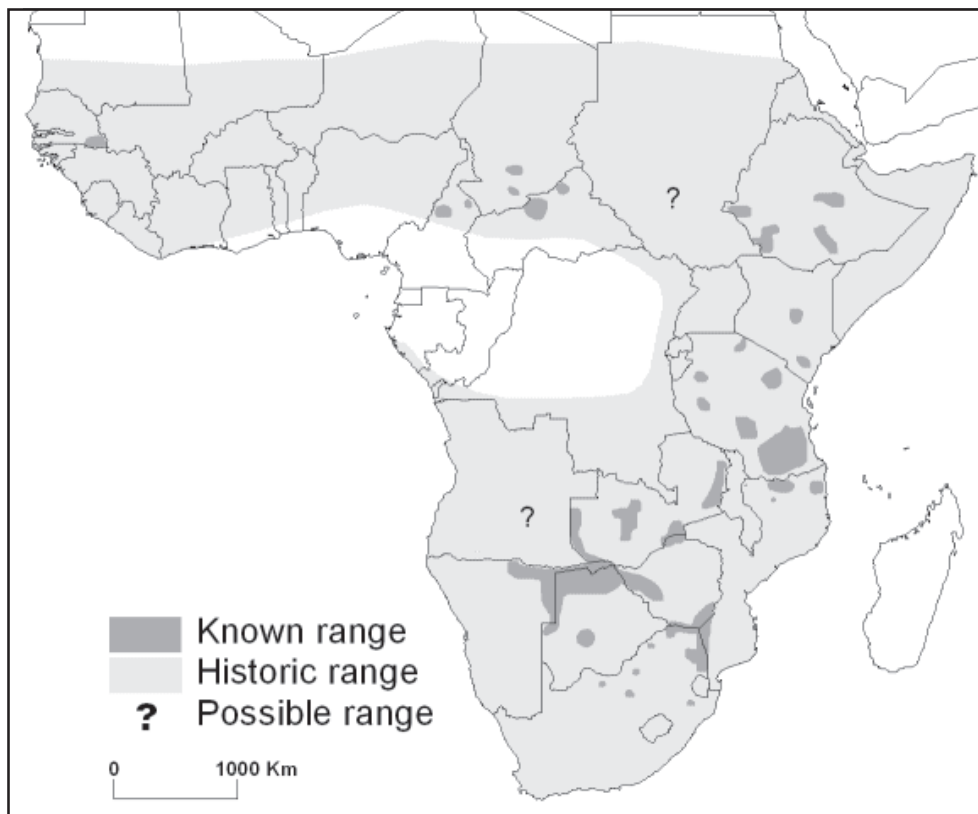 ?
?
Known range
Historic range
? Possible range
0 1000 Km